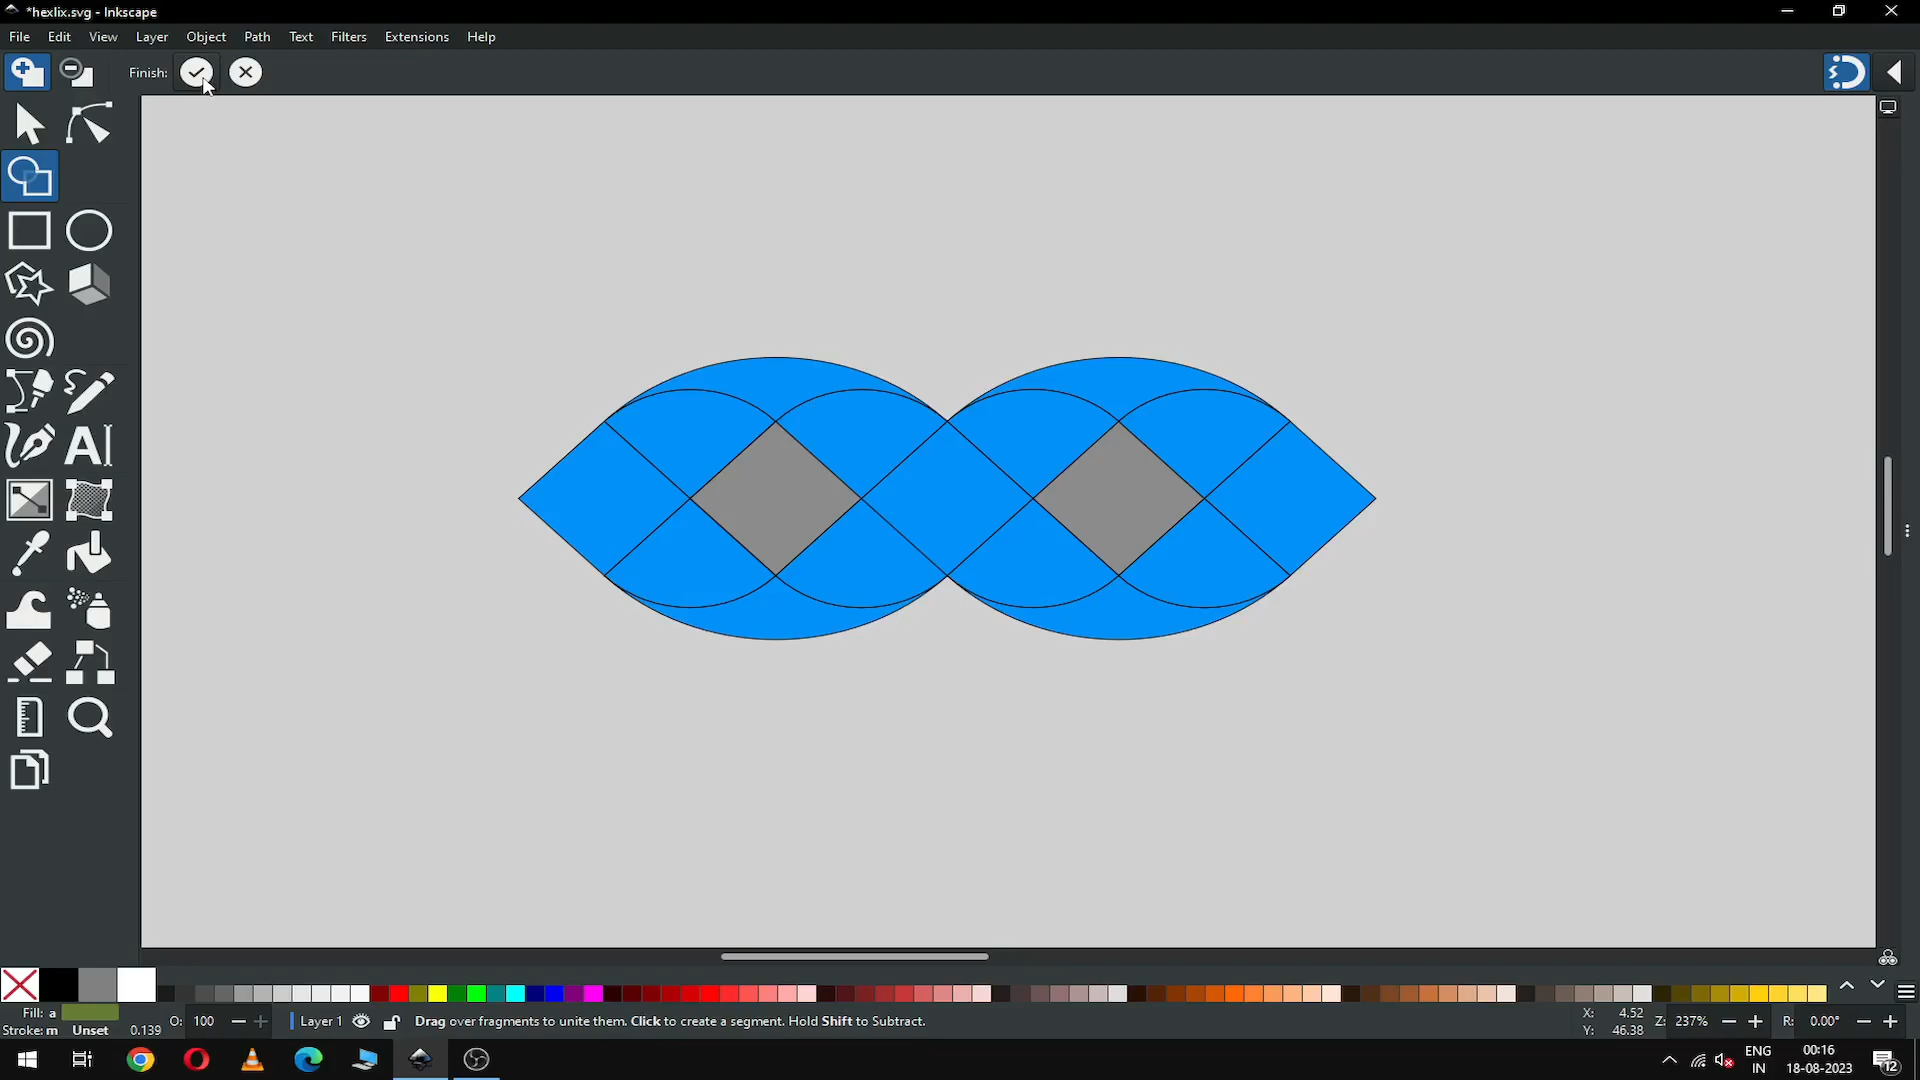 *hexlix.svg - Inkscape
File Edit View Layer Object Path Text Filters Extensions Help
Finish:
Fill: a
Stroke: m Unset 0.139 O: 100 Layer 1 Drag over fragments to unite them. Click to create a segment. Hold Shift to Subtract. X: 4.52 Y: 46.38 Z: 237% R: 0.00°
ENG
IN
00:16
18-08-2023
12